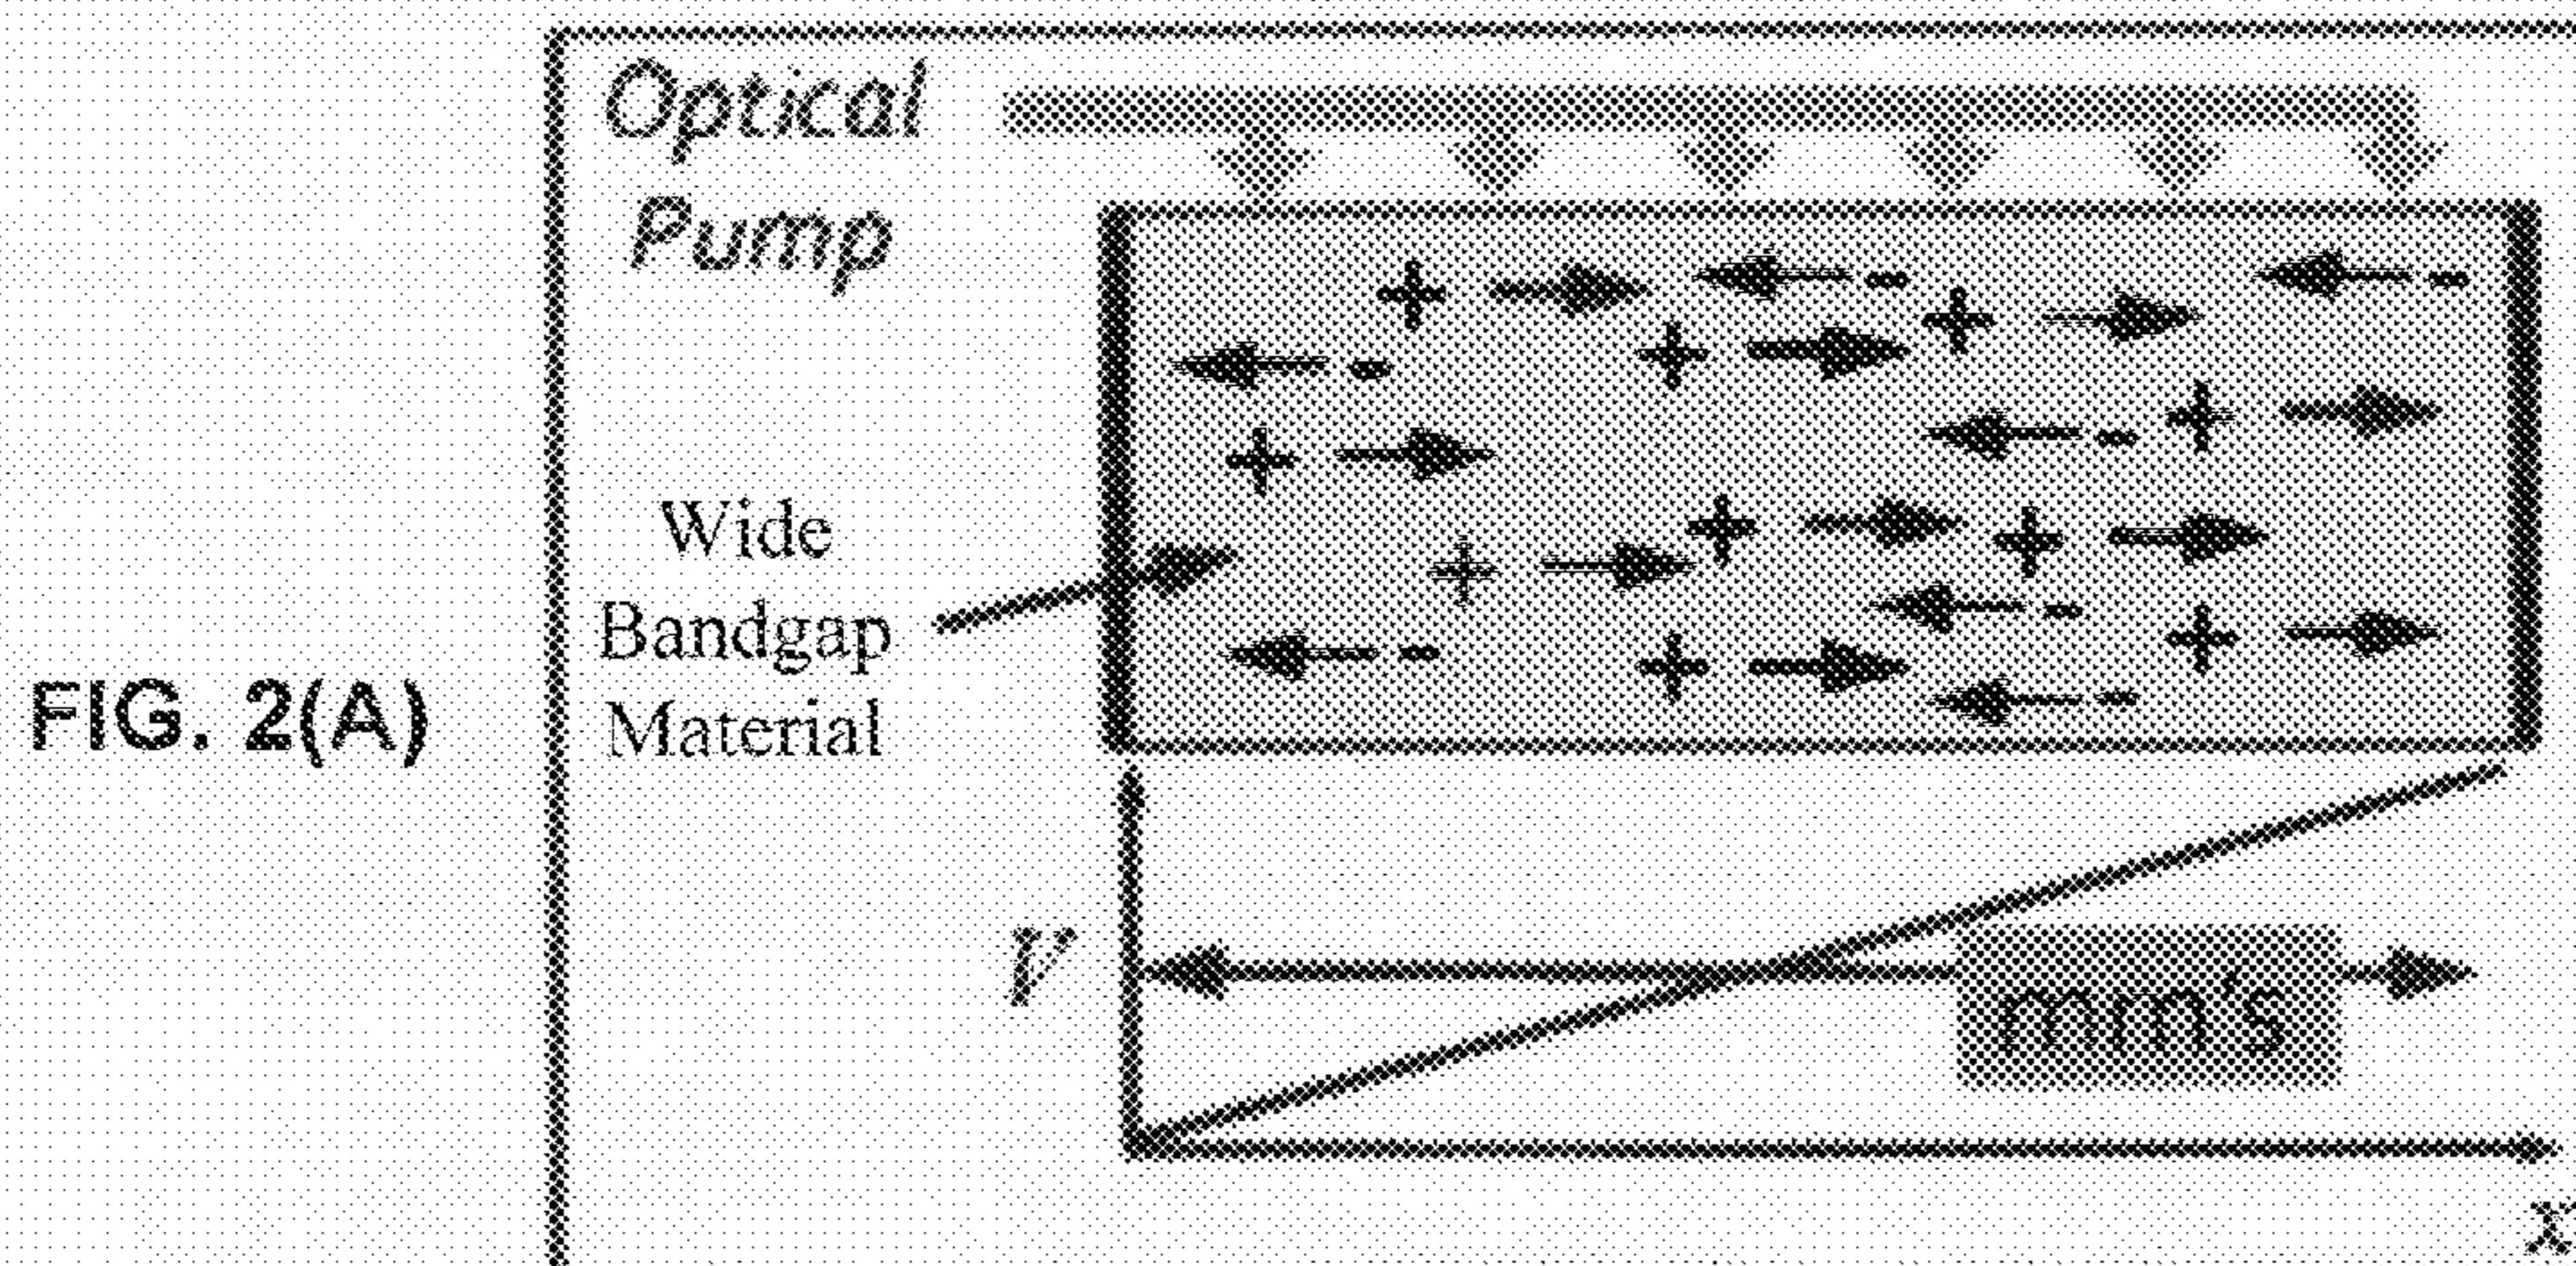 Optical
Pump
Wide
Bandgap
Material
FIG. 2(A)
V
mm's
x